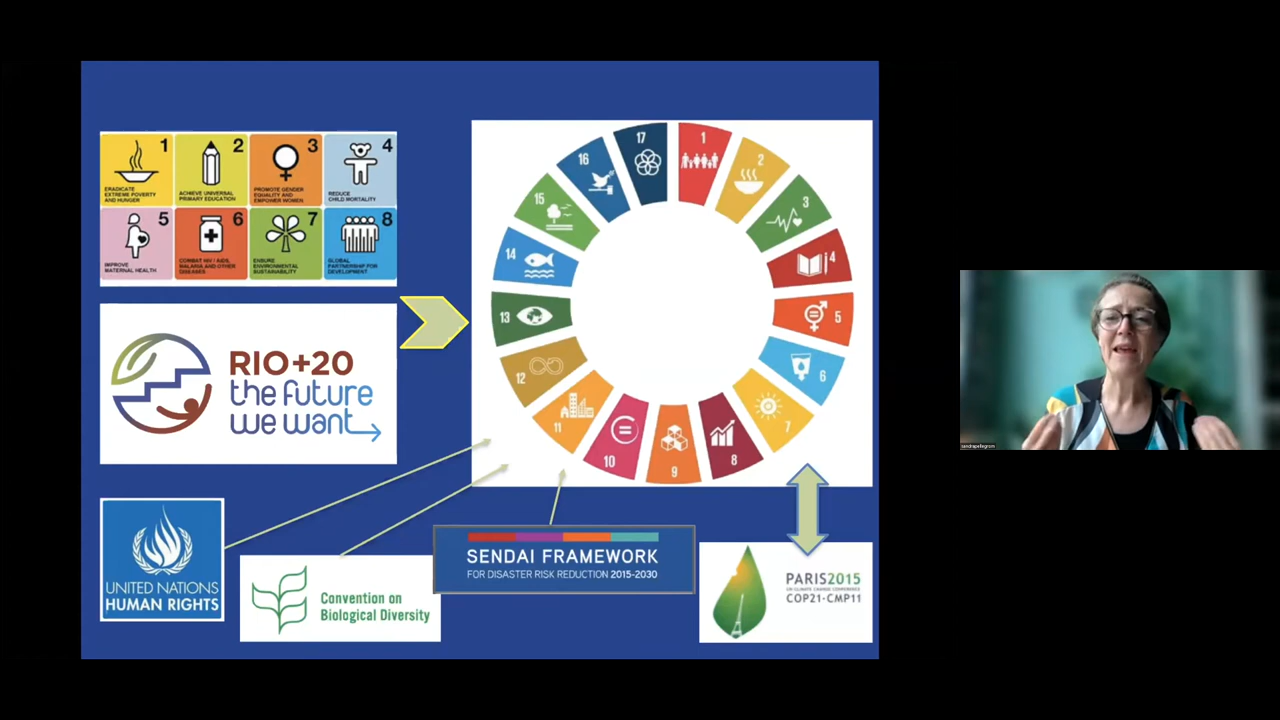 1
ERADICATE
EXTREME POVERTY
AND HUNGER
2
ACHIEVE UNIVERSAL
PRIMARY EDUCATION
3
PROMOTE GENDER
EQUALITY AND
EMPOWER WOMEN
4
REDUCE
CHILD MORTALITY
5
IMPROVE
MATERNAL HEALTH
6
COMBAT HIV / AIDS,
MALARIA AND OTHER
DISEASES
7
ENSURE
ENVIRONMENTAL
SUSTAINABILITY
8
GLOBAL
PARTNERSHIP FOR
DEVELOPMENT
RIO+20
the future
we want
1
2
3
4
5
6
7
8
9
10
11
12
13
14
15
16
17
UNITED NATIONS
HUMAN RIGHTS
Convention on
Biological Diversity
SENDAI FRAMEWORK
FOR DISASTER RISK REDUCTION 2015-2030
PARIS2015
UN CLIMATE CHANGE CONFERENCE
COP21-CMP11